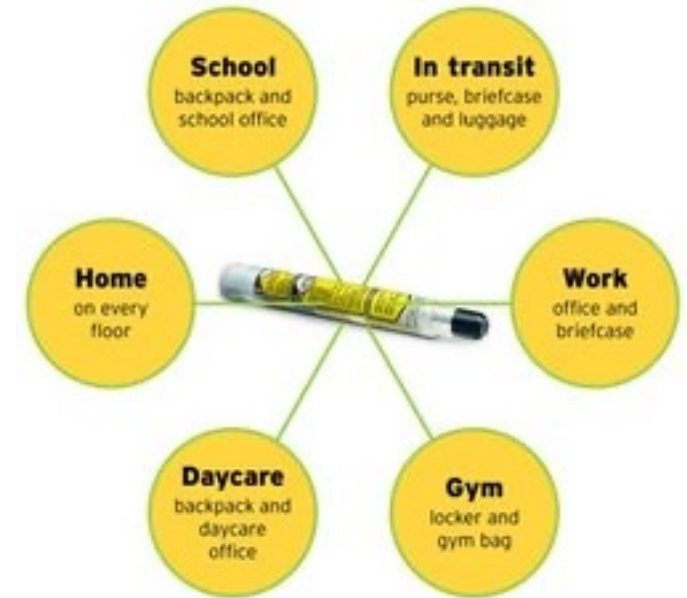 School
backpack and
school office
In transit
purse, briefcase
and luggage
Home
on every
floor
Work
office and
briefcase
Daycare
backpack and
daycare
office
Gym
locker and
gym bag